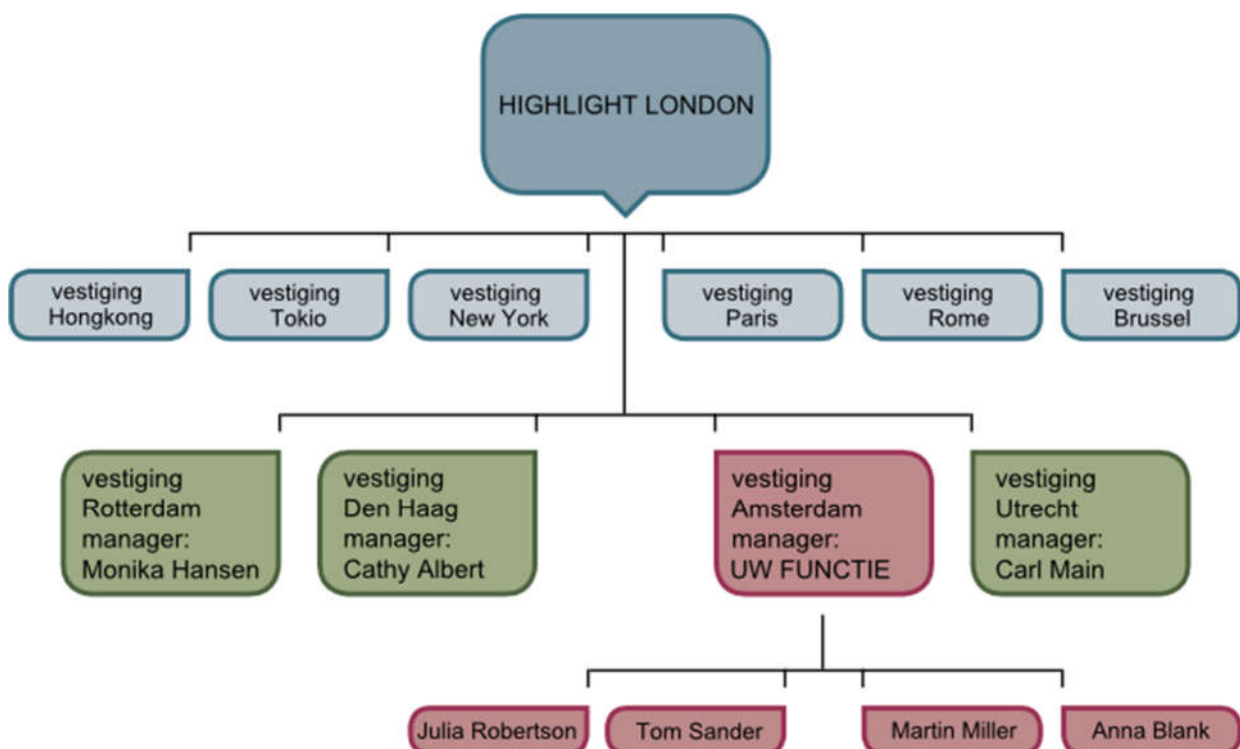 HIGHLIGHT LONDON
vestiging
Hongkong
vestiging
Tokio
vestiging
New York
vestiging
Paris
vestiging
Rome
vestiging
Brussel
vestiging
Rotterdam
manager:
Monika Hansen
vestiging
Den Haag
manager:
Cathy Albert
vestiging
Amsterdam
manager:
UW FUNCTIE
vestiging
Utrecht
manager:
Carl Main
Julia Robertson
Tom Sander
Martin Miller
Anna Blank